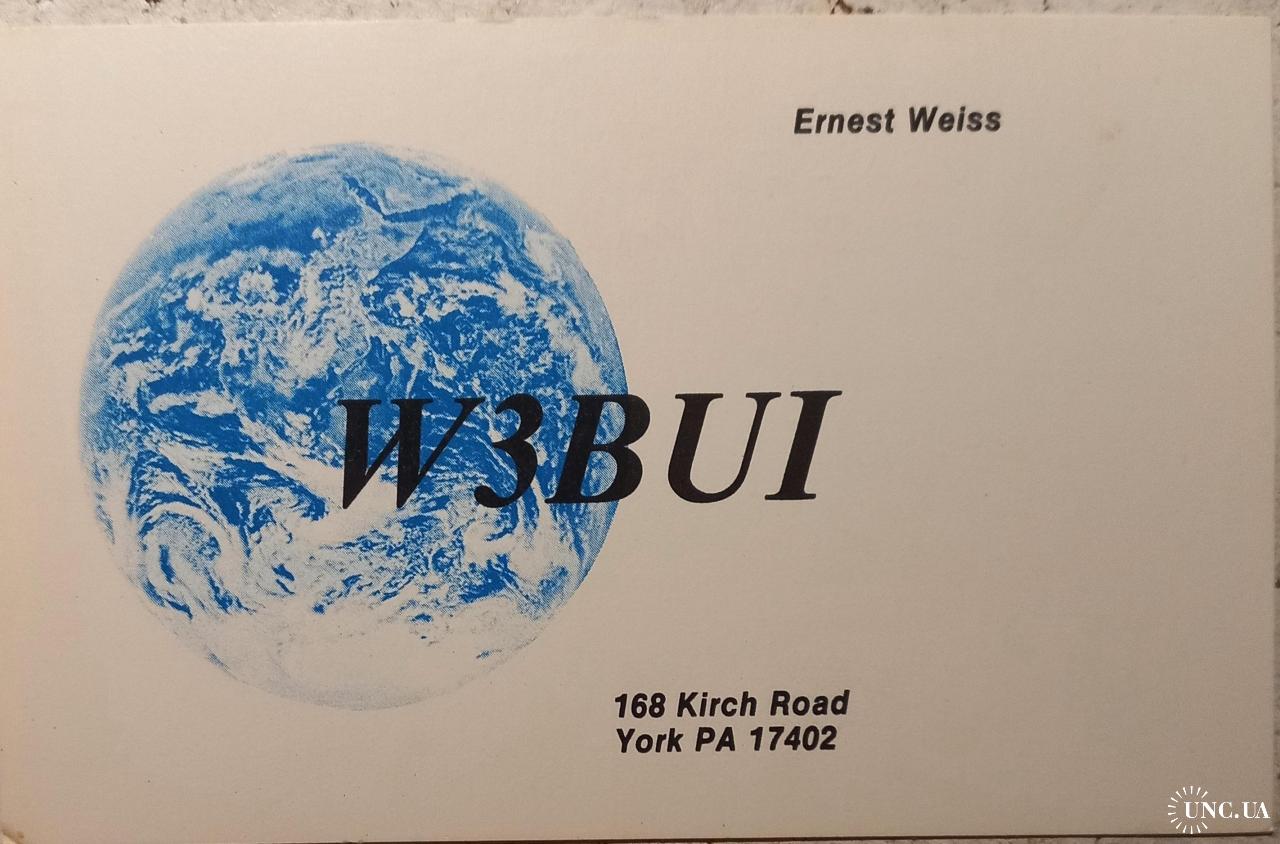 Ernest Weiss
W3BUI
168 Kirch Road
York PA 17402
UNC.UA